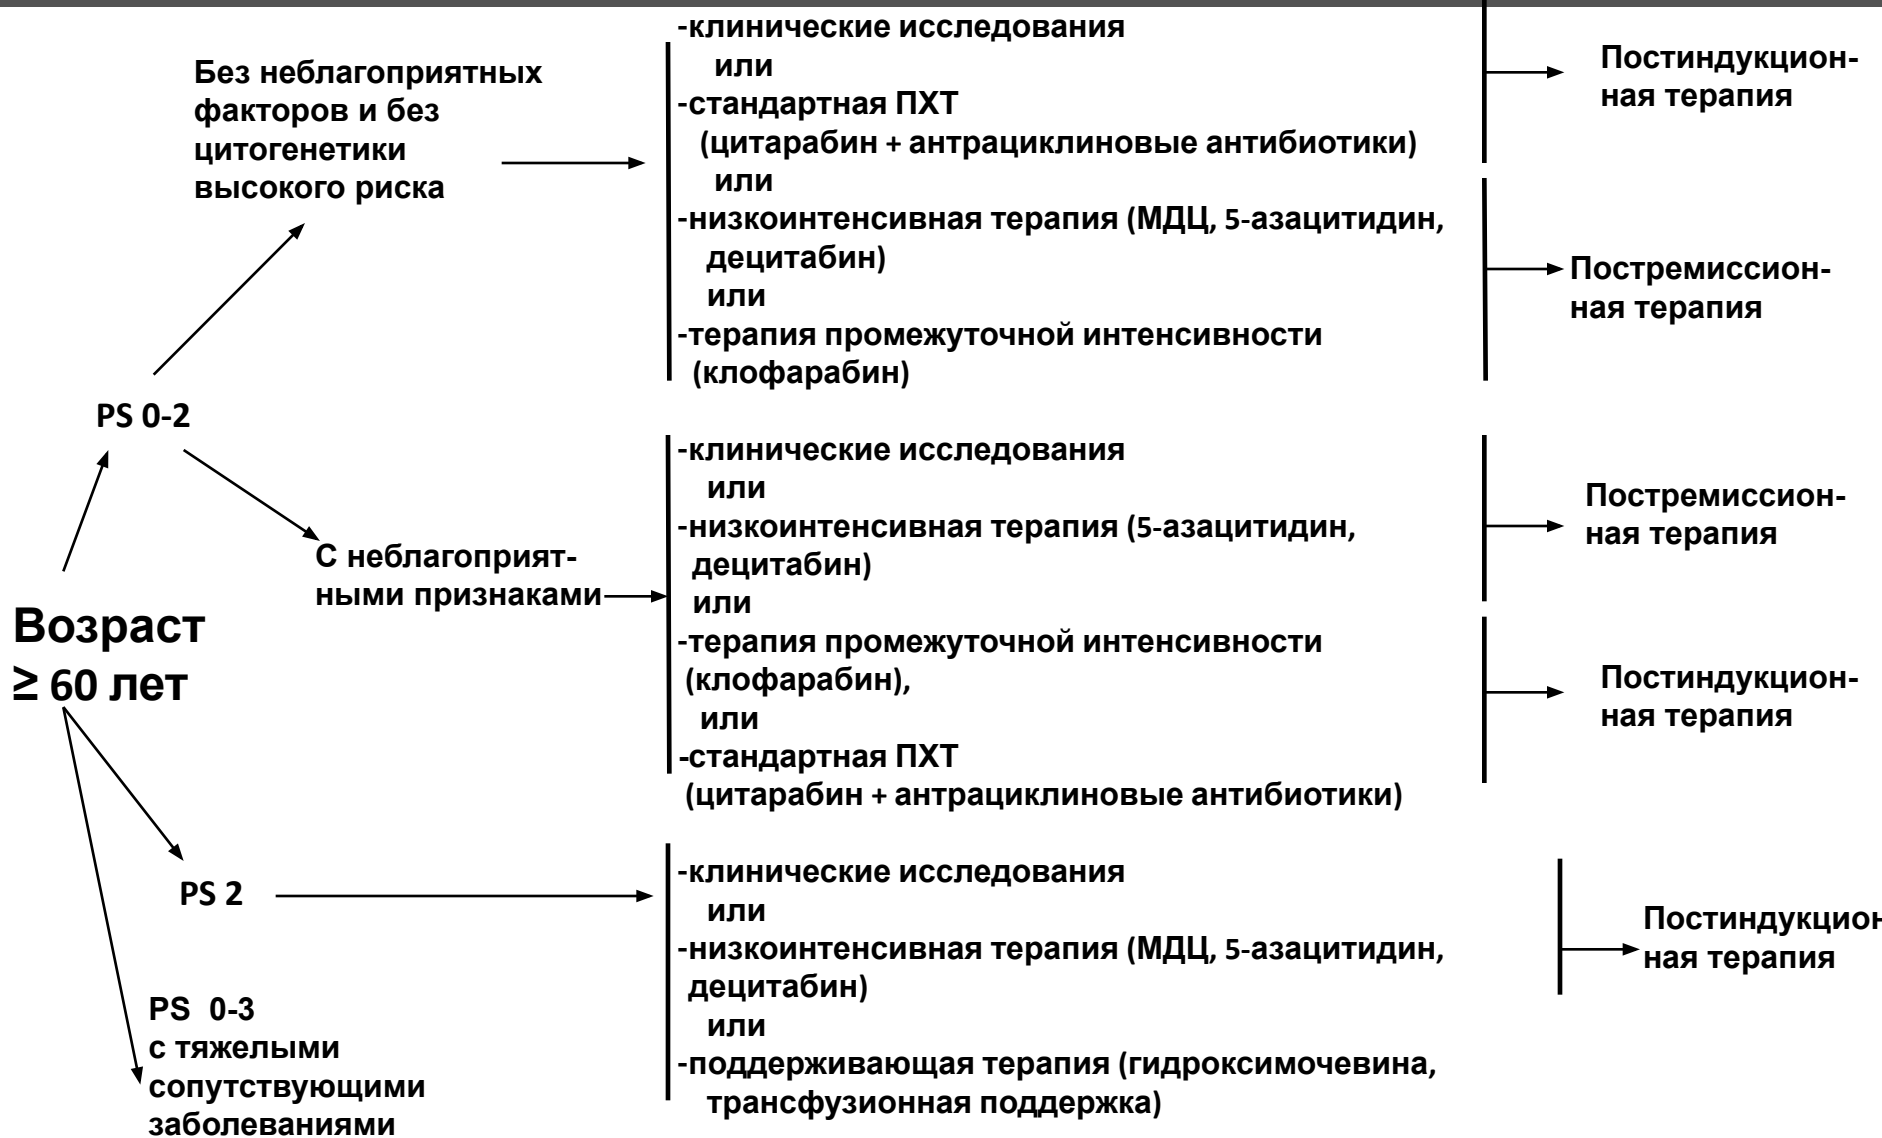 Возраст
≥ 60 лет
PS 0-2
Без неблагоприятных
факторов и без
цитогенетики
высокого риска
-клинические исследования
или
-стандартная ПХТ
(цитарабин + антрациклиновые антибиотики)
или
-низкоинтенсивная терапия (МДЦ, 5-азацитидин,
децитабин)
или
-терапия промежуточной интенсивности
(клофарабин)
Постиндукцион-
ная терапия
Постремиссион-
ная терапия
С неблагоприят-
ными признаками
-клинические исследования
или
-низкоинтенсивная терапия (5-азацитидин,
децитабин)
или
-терапия промежуточной интенсивности
(клофарабин),
или
-стандартная ПХТ
(цитарабин + антрациклиновые антибиотики)
Постремиссион-
ная терапия
Постиндукцион-
ная терапия
PS 2
-клинические исследования
или
-низкоинтенсивная терапия (МДЦ, 5-азацитидин,
децитабин)
или
-поддерживающая терапия (гидроксимочевина,
трансфузионная поддержка)
Постиндукцион
ная терапия
PS 0-3
с тяжелыми
сопутствующими
заболеваниями